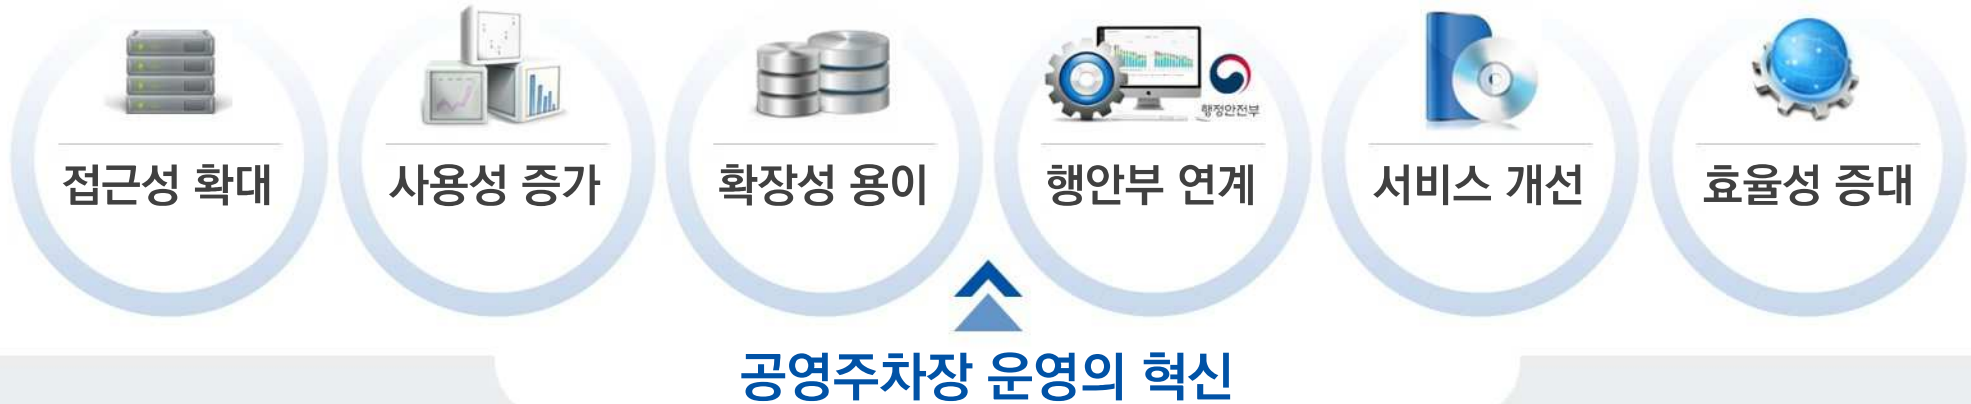 행정안전부
접근성 확대
사용성 증가
확장성 용이
행안부 연계
서비스 개선
효율성 증대
공영주차장 운영의 혁신